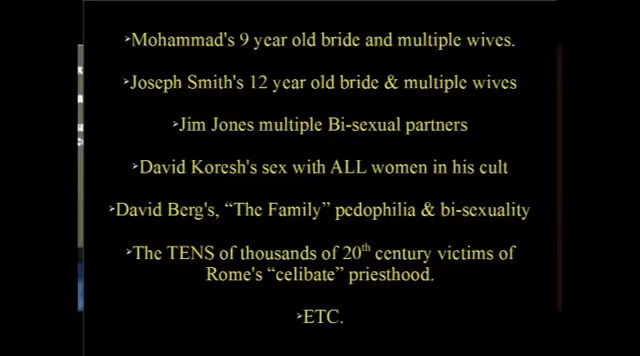 ➢Mohammad's 9 year old bride and multiple wives.
➢Joseph Smith's 12 year old bride & multiple wives
➢Jim Jones multiple Bi-sexual partners
➢David Koresh's sex with ALL women in his cult
➢David Berg's, “The Family” pedophilia & bi-sexuality
➢The TENS of thousands of 20th century victims of
Rome's “celibate” priesthood.
➢ETC.